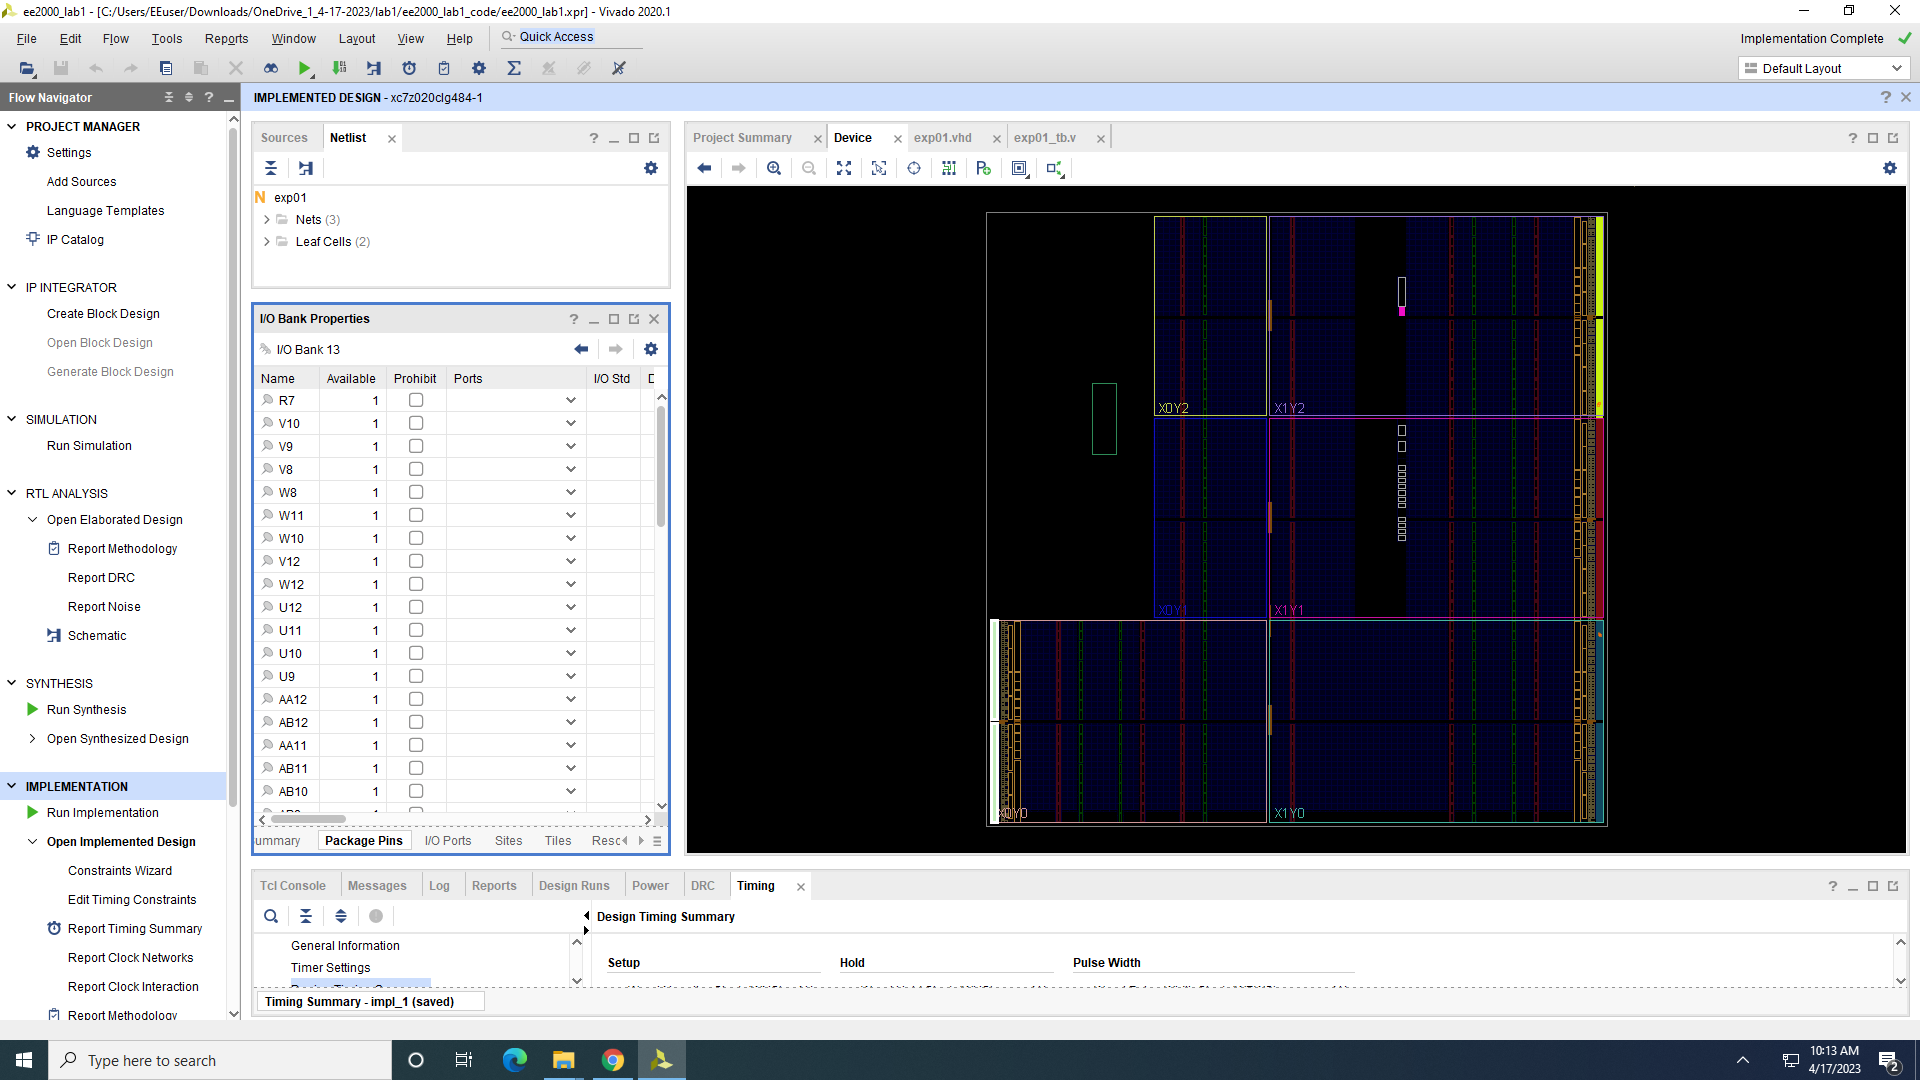 ee2000_lab1 - [C:/Users/EEuser/Downloads/OneDrive_1_4-17-2023/lab1/ee2000_lab1_code/ee2000_lab1.xpr] - Vivado 2020.1
File Edit Flow Tools Reports Window Layout View Help Quick Access
Implementation Complete
Default Layout
Flow Navigator
PROJECT MANAGER
Settings
Add Sources
Language Templates
IP Catalog
IP INTEGRATOR
Create Block Design
Open Block Design
Generate Block Design
SIMULATION
Run Simulation
RTL ANALYSIS
Open Elaborated Design
Report Methodology
Report DRC
Report Noise
Schematic
SYNTHESIS
Run Synthesis
Open Synthesized Design
IMPLEMENTATION
Run Implementation
Open Implemented Design
Constraints Wizard
Edit Timing Constraints
Report Timing Summary
Report Clock Networks
Report Clock Interaction
Report Methodology
IMPLEMENTED DESIGN - xc7z020clg484-1
Sources Netlist
exp01
Nets (3)
Leaf Cells (2)
I/O Bank Properties
I/O Bank 13
Name Available Prohibit Ports I/O Std
R7 1
V10 1
V9 1
V8 1
W8 1
W11 1
W10 1
V12 1
W12 1
U12 1
U11 1
U10 1
U9 1
AA12 1
AB12 1
AA11 1
AB11 1
AB10 1
ummary Package Pins I/O Ports Sites Tiles Resc
Project Summary Device exp01.vhd exp01_tb.v
X0Y2 X1Y2
X0Y1 X1Y1
X0Y0 X1Y0
Tcl Console Messages Log Reports Design Runs Power DRC Timing
Design Timing Summary
General Information
Timer Settings
Setup Hold Pulse Width
Timing Summary - impl_1 (saved)
Type here to search
10:13 AM
4/17/2023
2